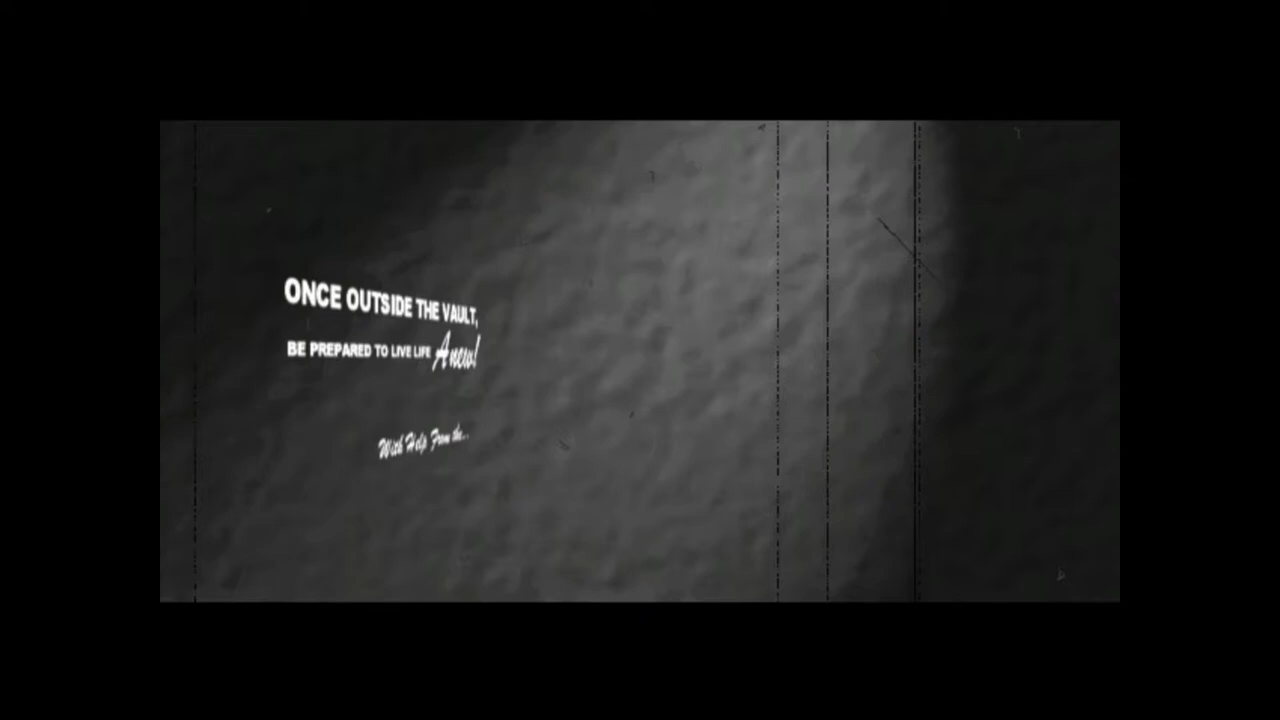 ONCE OUTSIDE THE VAULT,
BE PREPARED TO LIVE LIFE Anew!
With Help From the...